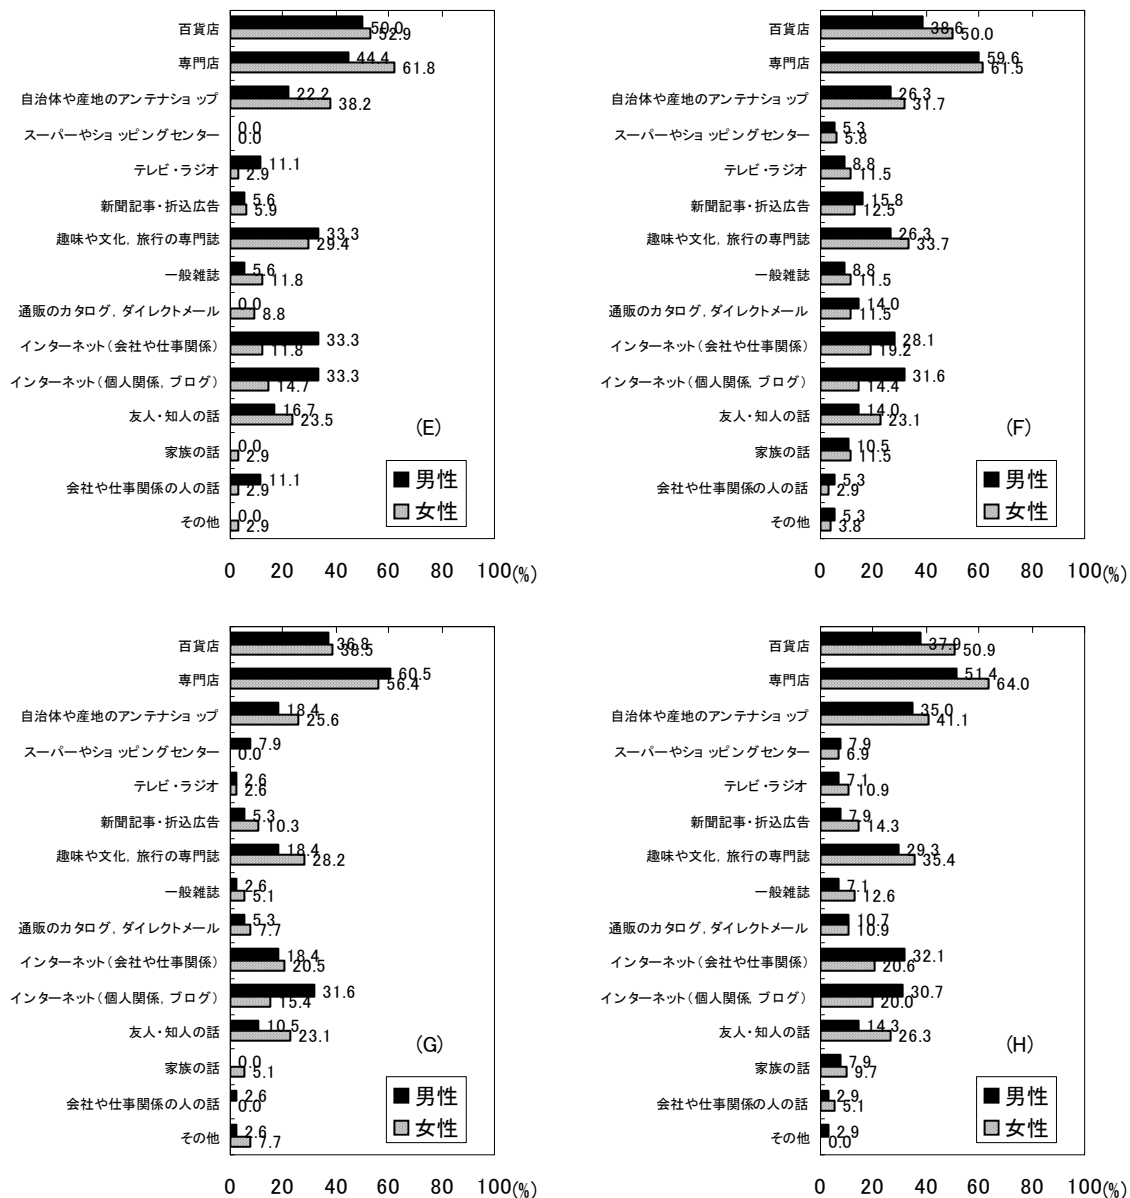 百貨店 50.0 52.9
専門店 44.4 61.8
自治体や産地のアンテナショップ 22.2 38.2
スーパーやショッピングセンター 0.0 0.0
テレビ・ラジオ 11.1 2.9
新聞記事・折込広告 5.6 5.9
趣味や文化, 旅行の専門誌 33.3 29.4
一般雑誌 5.6 11.8
通販のカタログ, ダイレクトメール 0.0 8.8
インターネット(会社や仕事関係) 33.3 11.8
インターネット(個人関係, ブログ) 33.3 14.7
友人・知人の話 16.7 23.5
(E)
家族の話 0.0 2.9
会社や仕事関係の人の話 11.1 2.9
その他 0.0 2.9
男性
女性
0 20 40 60 80 100(%)
百貨店 38.6 50.0
専門店 59.6 61.5
自治体や産地のアンテナショップ 26.3 31.7
スーパーやショッピングセンター 5.3 5.8
テレビ・ラジオ 8.8 11.5
新聞記事・折込広告 15.8 12.5
趣味や文化, 旅行の専門誌 26.3 33.7
一般雑誌 8.8 11.5
通販のカタログ, ダイレクトメール 14.0 11.5
インターネット(会社や仕事関係) 28.1 19.2
インターネット(個人関係, ブログ) 31.6 14.4
友人・知人の話 14.0 23.1
(F)
家族の話 10.5 11.5
会社や仕事関係の人の話 5.3 2.9
その他 5.3 3.8
男性
女性
0 20 40 60 80 100(%)
百貨店 36.8 38.5
専門店 60.5 56.4
自治体や産地のアンテナショップ 18.4 25.6
スーパーやショッピングセンター 7.9 0.0
テレビ・ラジオ 2.6 2.6
新聞記事・折込広告 5.3 10.3
趣味や文化, 旅行の専門誌 18.4 28.2
一般雑誌 2.6 5.1
通販のカタログ, ダイレクトメール 5.3 7.7
インターネット(会社や仕事関係) 18.4 20.5
インターネット(個人関係, ブログ) 31.6 15.4
友人・知人の話 10.5 23.1
(G)
家族の話 0.0 5.1
会社や仕事関係の人の話 2.6 0.0
その他 2.6 7.7
男性
女性
0 20 40 60 80 100(%)
百貨店 37.9 50.9
専門店 51.4 64.0
自治体や産地のアンテナショップ 35.0 41.1
スーパーやショッピングセンター 7.9 6.9
テレビ・ラジオ 7.1 10.9
新聞記事・折込広告 7.9 14.3
趣味や文化, 旅行の専門誌 29.3 35.4
一般雑誌 7.1 12.6
通販のカタログ, ダイレクトメール 10.7 10.9
インターネット(会社や仕事関係) 32.1 20.6
インターネット(個人関係, ブログ) 30.7 20.0
友人・知人の話 14.3 26.3
(H)
家族の話 7.9 9.7
会社や仕事関係の人の話 2.9 5.1
その他 2.9 0.0
男性
女性
0 20 40 60 80 100(%)